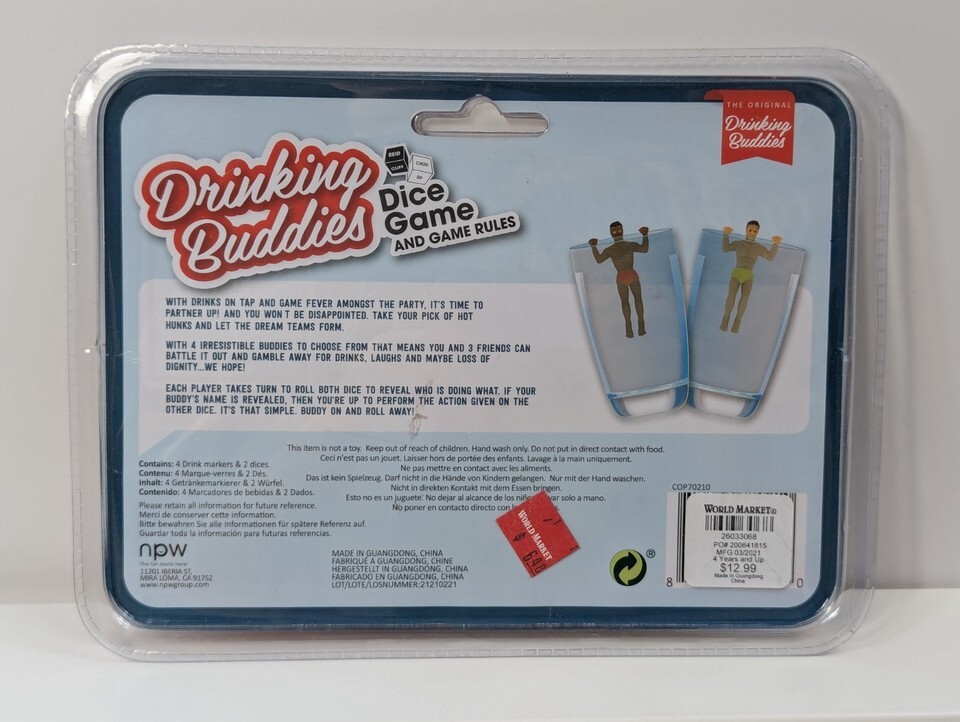 THE ORIGINAL
Drinking
Buddies
Drinking
Buddies
REID
CUFF
CHRIS
SIP
Dice
Game
AND GAME RULES
WITH DRINKS ON TAP AND GAME FEVER AMONGST THE PARTY, IT'S TIME TO
PARTNER UP! AND YOU WON T BE DISAPPOINTED. TAKE YOUR PICK OF HOT
HUNKS AND LET THE DREAM TEAMS FORM.
WITH 4 IRRESISTIBLE BUDDIES TO CHOOSE FROM THAT MEANS YOU AND 3 FRIENDS CAN
BATTLE IT OUT AND GAMBLE AWAY FOR DRINKS, LAUGHS AND MAYBE LOSS OF
DIGNITY...WE HOPE!
EACH PLAYER TAKES TURN TO ROLL BOTH DICE TO REVEAL WHO IS DOING WHAT. IF YOUR
BUDDY'S NAME IS REVEALED, THEN YOU'RE UP TO PERFORM THE ACTION GIVEN ON THE
OTHER DICE. IT'S THAT SIMPLE. BUDDY ON AND ROLL AWAY!
This item is not a toy. Keep out of reach of children. Hand wash only. Do not put in direct contact with food.
Ceci n'est pas un jouet. Laisser hors de portée des enfants. Lavage à la main uniquement.
Ne pas mettre en contact avec les aliments.
Das ist kein Spielzeug. Darf nicht in die Hände von Kindern gelangen. Nur mit der Hand waschen.
Nicht in direkten Kontakt mit dem Essen bringen.
Esto no es un juguete. No dejar al alcance de los niños var solo a mano.
No poner en contacto directo con
Contains: 4 Drink markers & 2 dices.
Contenu: 4 Marque-verres & 2 Dés.
Inhalt: 4 Getränkemarkierer & 2 Würfel.
Contenido: 4 Marcadores de bebidas & 2 Dados.
Please retain all information for future reference.
Merci de conserver cette information.
Bitte bewahren Sie alle Informationen für spätere Referenz auf.
Guardar toda la información para futuras referencias.
npw
The fun starts here:
11201 IBERIA ST,
MIRA LOMA, CA 91752
www.npwgroup.com
MADE IN GUANGDONG, CHINA
FABRIQUÉ A GUANGDONG, CHINE
HERGESTELLT IN GUANGDONG, CHINA
FABRICADO EN GUANGDONG, CHINA
LOT/LOTE/LOSNUMMER:21210221
WORLD MARKET
6.48
®
COP70210
WORLD MARKET®
26033068
PO# 200641815
MFG 03/2021
4 Years and Up
$12.99
Made in Guangdong,
China
8 0